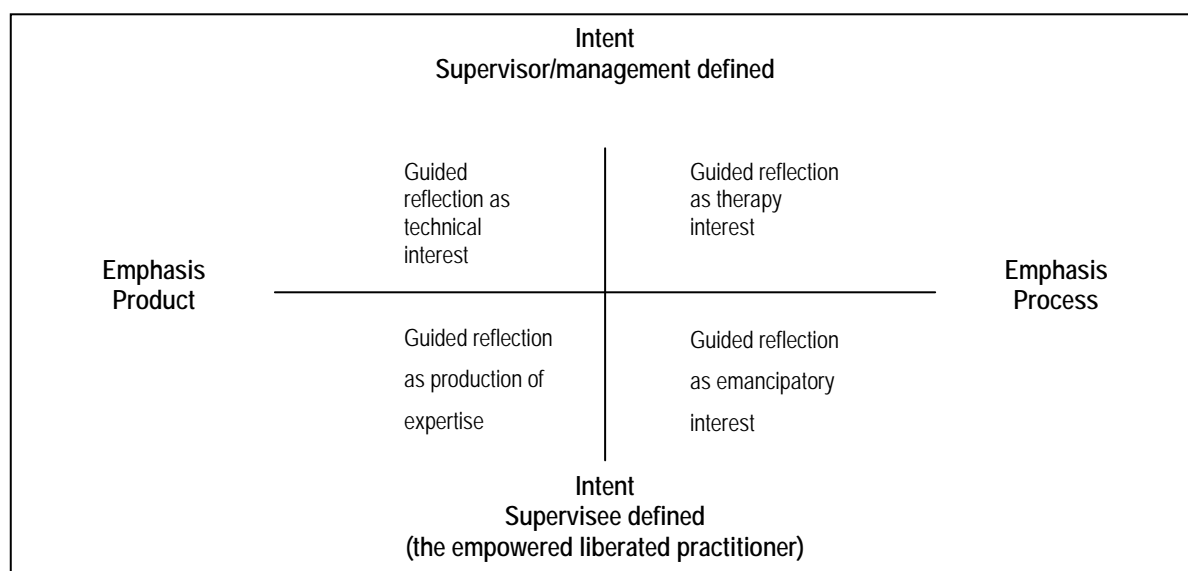 Intent
Supervisor/management defined
Guided
reflection as
technical
interest
Guided reflection
as therapy
interest
Emphasis
Product
Emphasis
Process
Guided reflection
as production of
expertise
Guided reflection
as emancipatory
interest
Intent
Supervisee defined
(the empowered liberated practitioner)